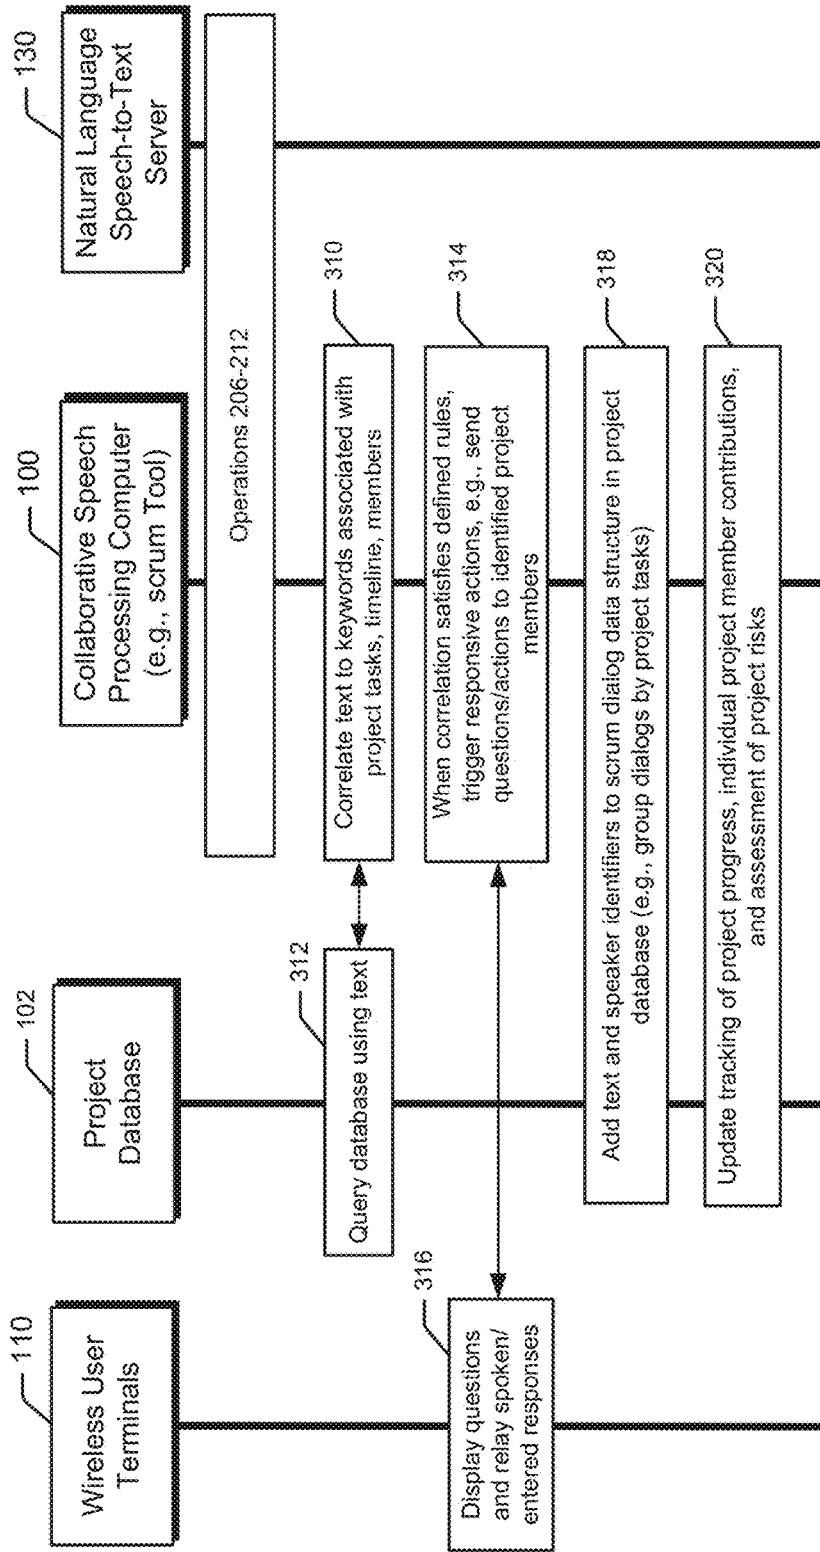 110
Wireless User
Terminals
102
Project
Database
100
Collaborative Speech
Processing Computer
(e.g., scrum Tool)
130
Natural Language
Speech-to-Text
Server
Operations 206-212
312
Query database using text
310
Correlate text to keywords associated with
project tasks, timeline, members
316
Display questions
and relay spoken/
entered responses
314
When correlation satisfies defined rules,
trigger responsive actions, e.g., send
questions/actions to identified project
members
318
Add text and speaker identifiers to scrum dialog data structure in project
database (e.g., group dialogs by project tasks)
320
Update tracking of project progress, individual project member contributions,
and assessment of project risks